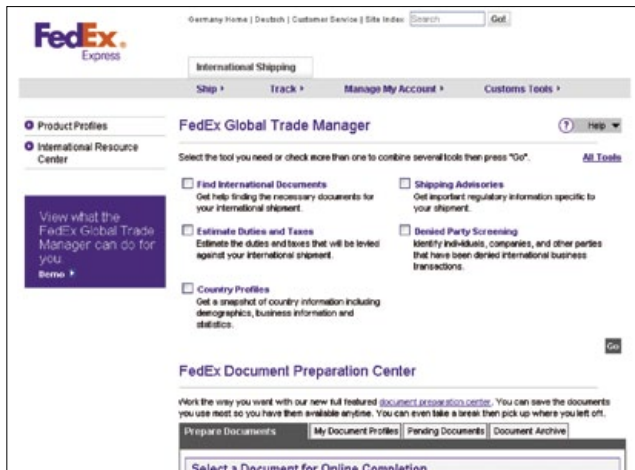 Germany Home | Deutsch | Customer Service | Site Index Search Go!
FedEx®
Express
International Shipping
Ship Track Manage My Account Customs Tools
Product Profiles
International Resource
Center
View what the
FedEx Global Trade
Manager can do for
you.
Demo
FedEx Global Trade Manager
? Help
Select the tool you need or check more than one to combine several tools then press "Go".
All Tools
Find International Documents
Get help finding the necessary documents for
your international shipment.
Shipping Advisories
Get important regulatory information specific to
your shipment.
Estimate Duties and Taxes
Estimate the duties and taxes that will be levied
against your international shipment.
Denied Party Screening
Identify individuals, companies, and other parties
that have been denied international business
transactions.
Country Profiles
Get a snapshot of country information including
demographics, business information and
statistics.
Go
FedEx Document Preparation Center
Work the way you want with our new full featured document preparation center. You can save the documents
you use most so you have them available anytime. You can even take a break then pick up where you left off.
Prepare Documents My Document Profiles Pending Documents Document Archive
Select a Document for Online Completion